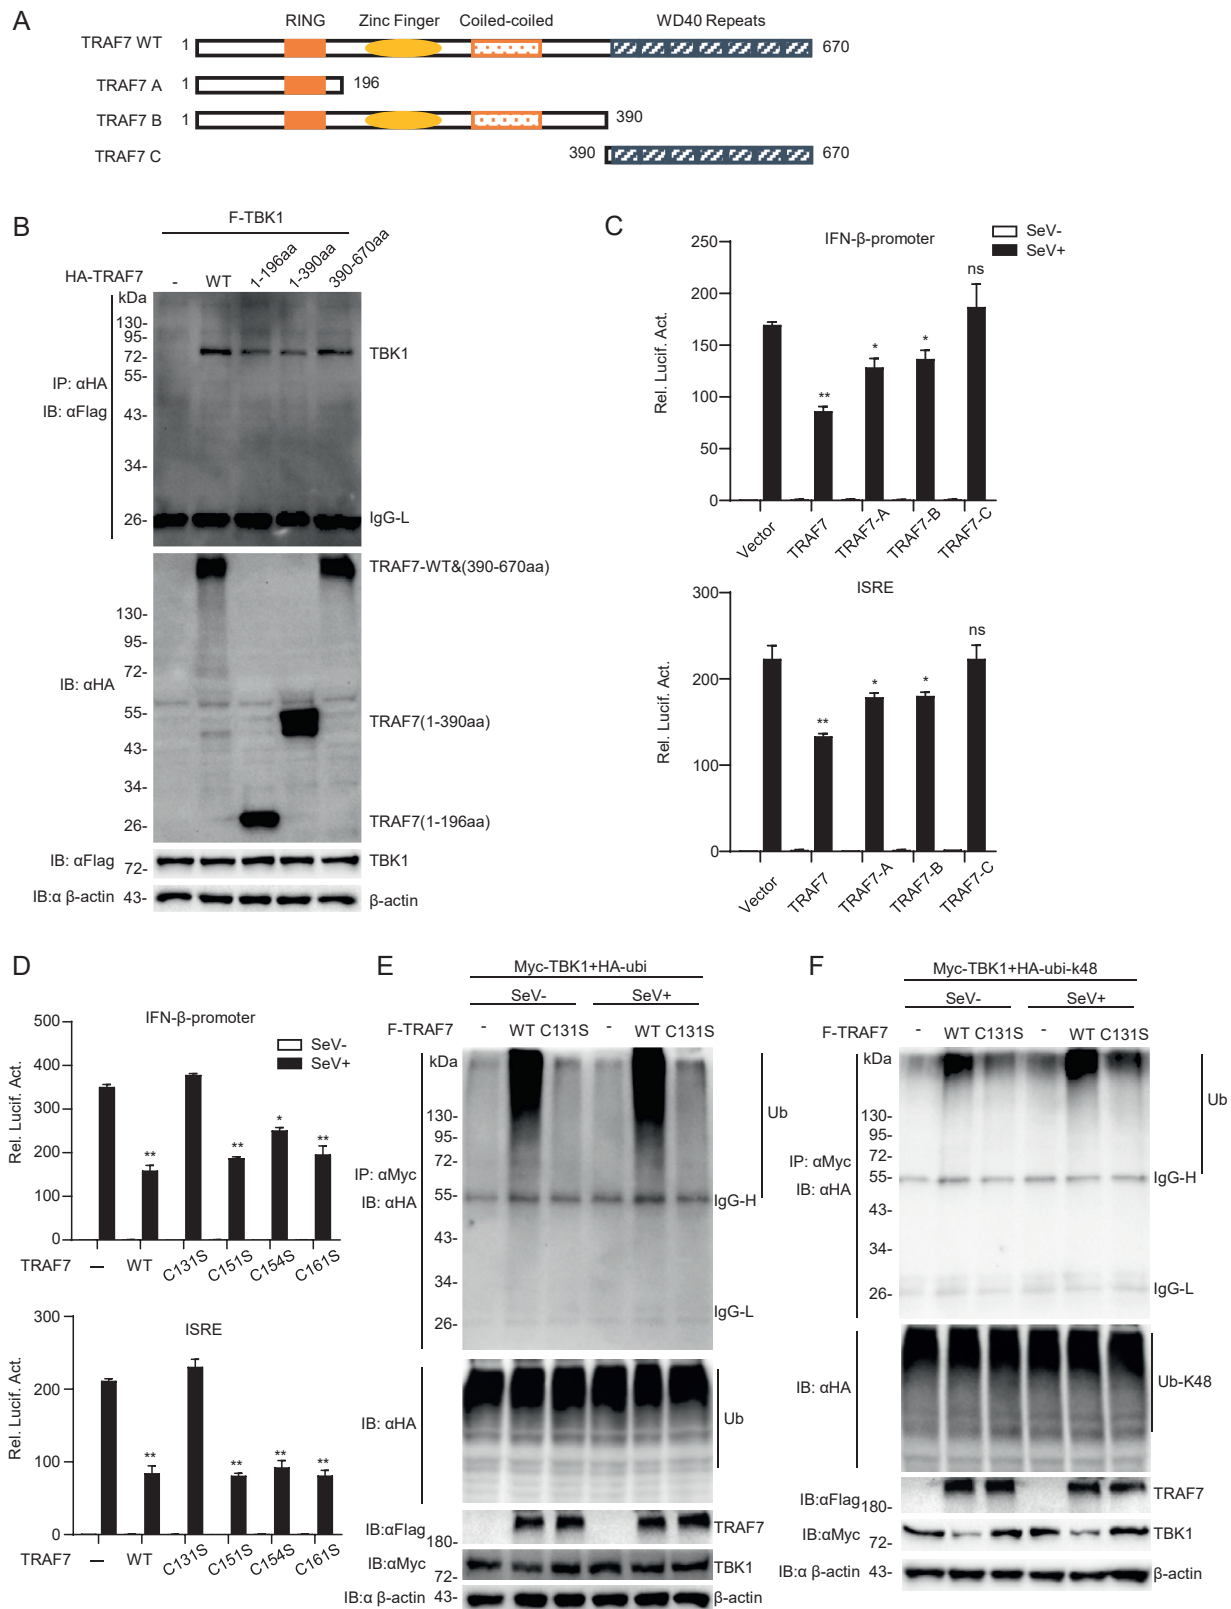 A
RING Zinc Finger Coiled-coiled WD40 Repeats
TRAF7 WT 1 670
TRAF7 A 1 196
TRAF7 B 1 390
TRAF7 C 390 670
B
F-TBK1
HA-TRAF7 - WT 1-196aa 1-390aa 390-670aa
kDa
130-
95-
72- TBK1
55-
IP: αHA
IB: αFlag
43-
34-
26- IgG-L
TRAF7-WT&(390-670aa)
130-
95-
72-
IB: αHA
55- TRAF7(1-390aa)
43-
34-
26- TRAF7(1-196aa)
IB: αFlag 72- TBK1
IB:α β-actin 43- β-actin
C
SeV-
SeV+
IFN-β-promoter
Rel. Lucif. Act.
250
200
150
100
50
0
** * * ns
Vector TRAF7 TRAF7-A TRAF7-B TRAF7-C
ISRE
Rel. Lucif. Act.
300
200
100
0
** * * ns
Vector TRAF7 TRAF7-A TRAF7-B TRAF7-C
D
IFN-β-promoter
SeV-
SeV+
Rel. Lucif. Act.
500
400
300
200
100
0
** ** * **
TRAF7 – WT C131S C151S C154S C161S
ISRE
Rel. Lucif. Act.
300
200
100
0
** ** ** **
TRAF7 – WT C131S C151S C154S C161S
E
Myc-TBK1+HA-ubi
SeV- SeV+
F-TRAF7 - WT C131S - WT C131S
kDa
130-
95-
72-
55-
43-
34-
26-
IP: αMyc
IB: αHA
Ub
IgG-H
IgG-L
IB: αHA Ub
IB:αFlag 180- TRAF7
IB:αMyc 72- TBK1
IB:α β-actin 43- β-actin
F
Myc-TBK1+HA-ubi-k48
SeV- SeV+
F-TRAF7 - WT C131S - WT C131S
kDa
130-
95-
72-
55-
43-
34-
26-
IP: αMyc
IB: αHA
Ub
IgG-H
IgG-L
IB: αHA Ub-K48
IB:αFlag 180- TRAF7
IB:αMyc 72- TBK1
IB:α β-actin 43- β-actin